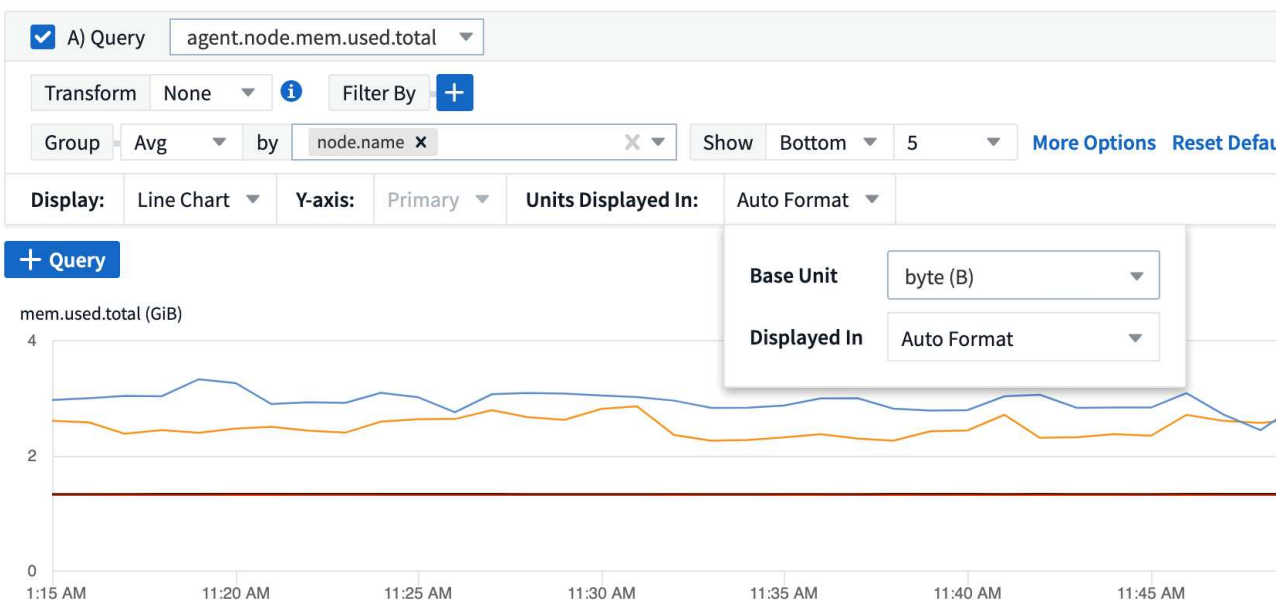 A) Query agent.node.mem.used.total
Transform None i Filter By +
Group Avg by node.name × × Show Bottom 5 More Options Reset Defau
Display: Line Chart Y-axis: Primary Units Displayed In: Auto Format
+ Query
Base Unit byte (B)
Displayed In Auto Format
mem.used.total (GiB)
4
2
0
1:15 AM 11:20 AM 11:25 AM 11:30 AM 11:35 AM 11:40 AM 11:45 AM